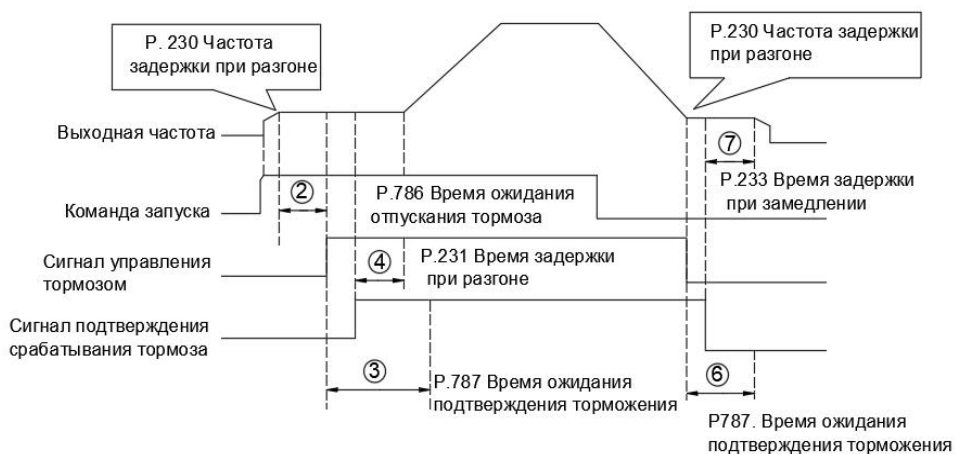 P. 230 Частота
задержки при разгоне
P.230 Частота задержки
при разгоне
Выходная частота
⑦
②
P.786 Время ожидания
отпускания тормоза
P.233 Время задержки
при замедлении
Команда запуска
④
P.231 Время задержки
при разгоне
Сигнал управления
тормозом
Сигнал подтверждения
срабатывания тормоза
③
P.787 Время ожидания
подтверждения торможения
⑥
P787. Время ожидания
подтверждения торможения